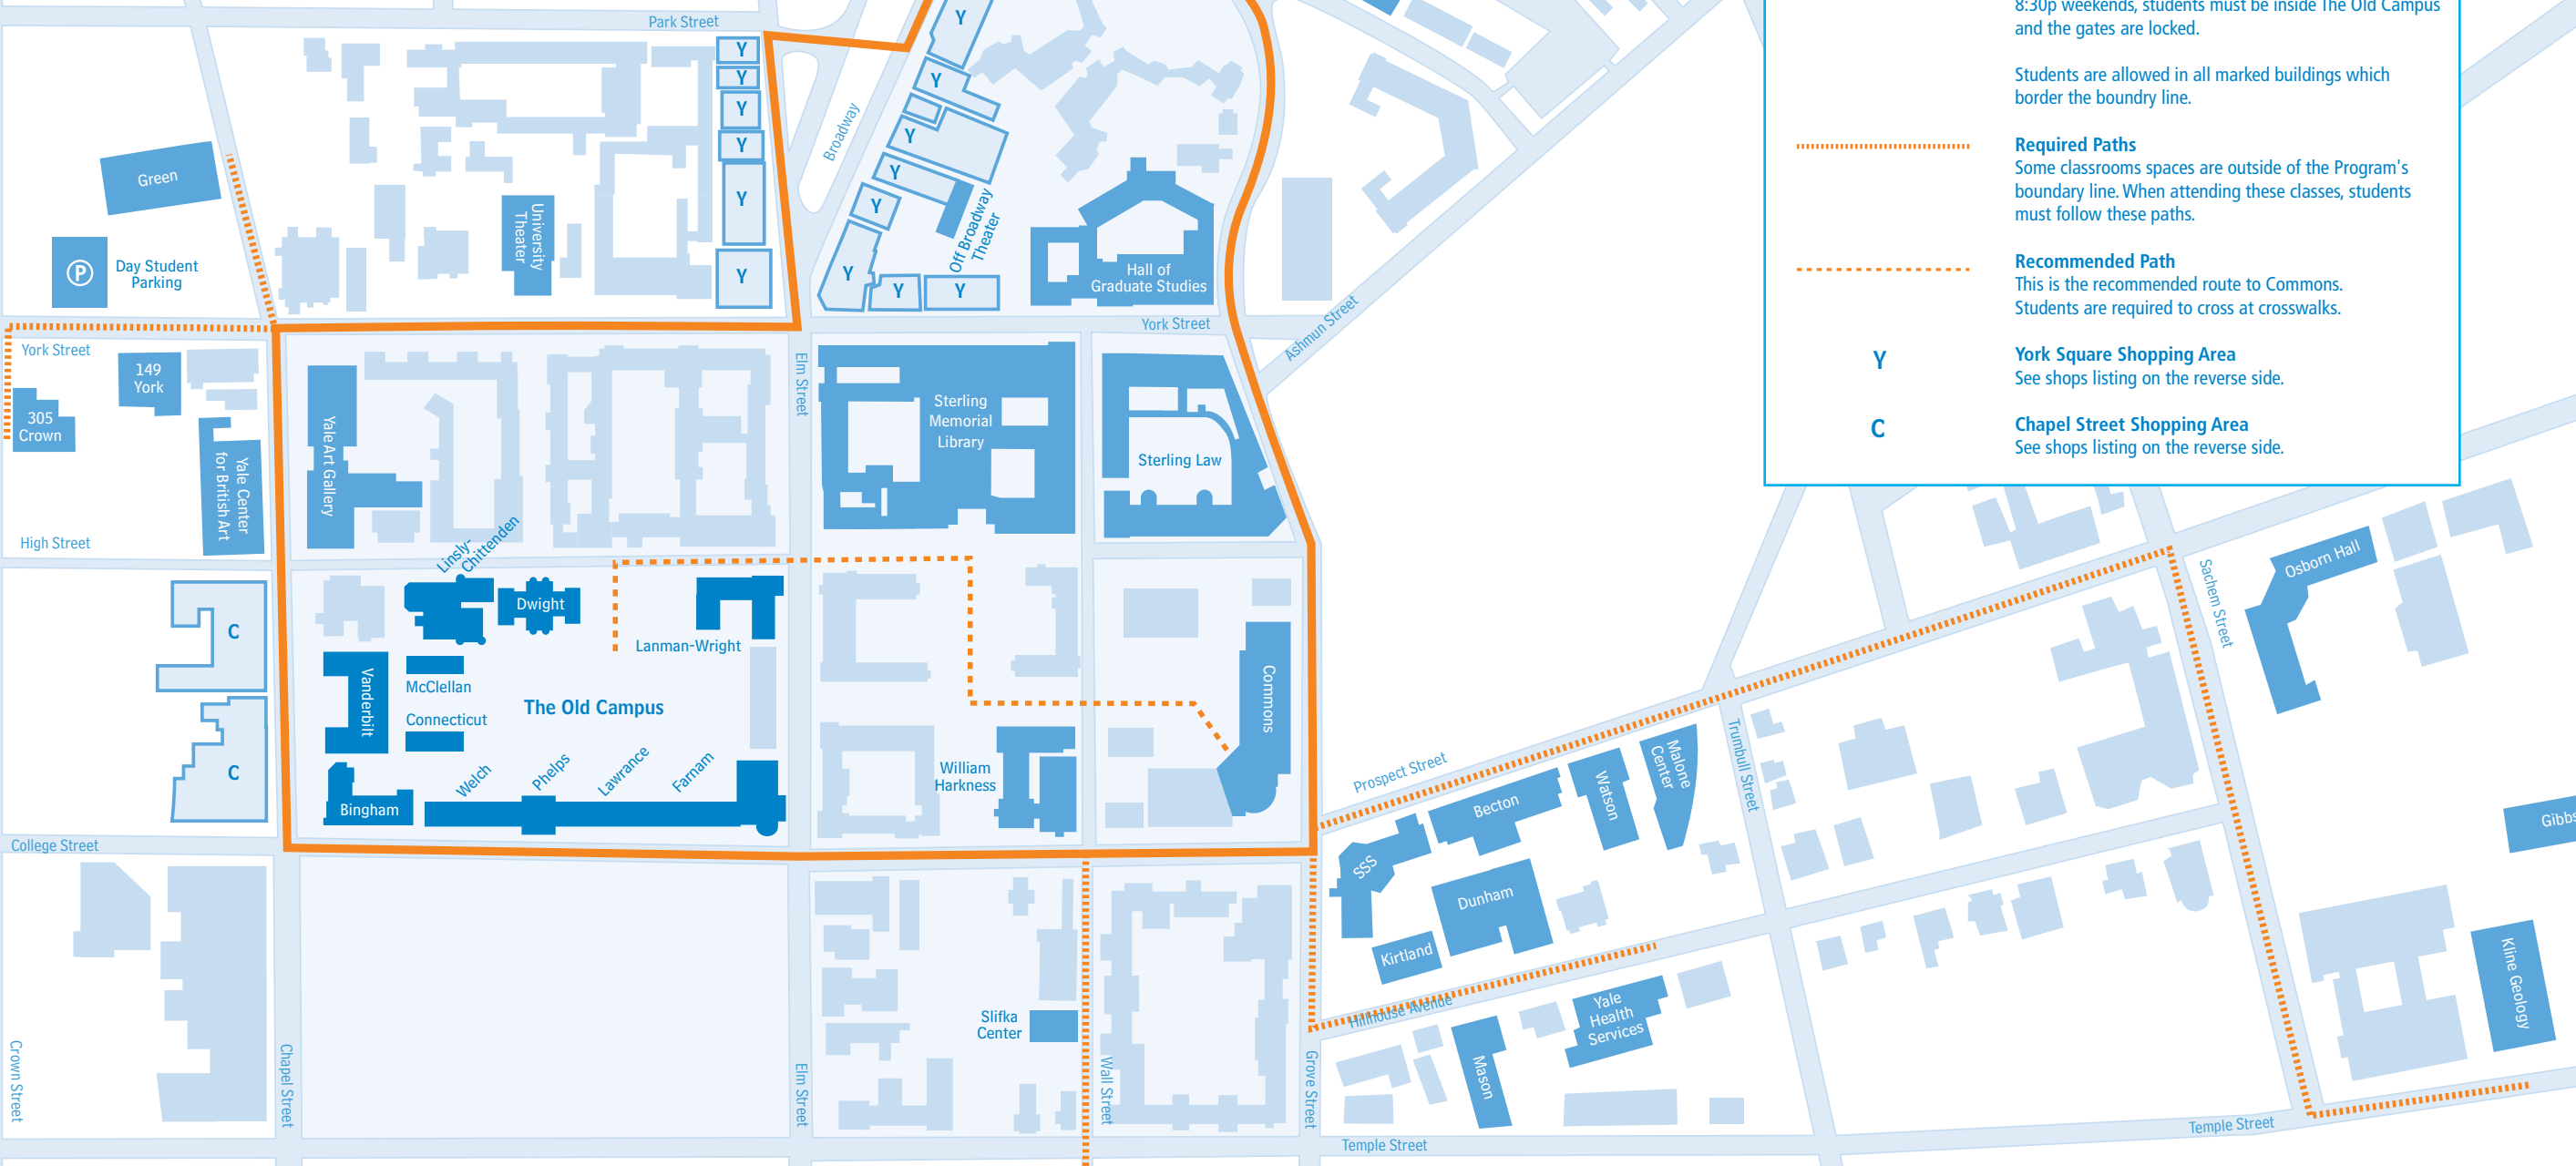 8:30p weekends, students must be inside The Old Campus
and the gates are locked.
Students are allowed in all marked buildings which
border the boundry line.
Required Paths
Some classrooms spaces are outside of the Program's
boundary line. When attending these classes, students
must follow these paths.
Recommended Path
This is the recommended route to Commons.
Students are required to cross at crosswalks.
Y
York Square Shopping Area
See shops listing on the reverse side.
C
Chapel Street Shopping Area
See shops listing on the reverse side.
Park Street
Y
Y
Y
Y
Y
Y
Broadway
Y
Y
Y
Y
Y
Y
Y
Y
Off Broadway
Theater
Green
P
Day Student
Parking
University
Theater
Hall of
Graduate Studies
York Street
York Street
Ashmun Street
149
York
305
Crown
Yale Center
for British Art
Yale Art Gallery
Elm Street
Sterling
Memorial
Library
Sterling Law
High Street
Linsly-
Chittenden
Dwight
Lanman-Wright
C
C
Vanderbilt
McClellan
Connecticut
The Old Campus
Bingham
Welch
Phelps
Lawrance
Farnam
William
Harkness
Commons
College Street
Prospect Street
SSS
Becton
Watson
Malone
Center
Trumbull Street
Sachem Street
Osborn Hall
Gibbs
Kline Geology
Dunham
Kirtland
Hillhouse Avenue
Yale
Health
Services
Mason
Slifka
Center
Crown Street
Chapel Street
Elm Street
Wall Street
Grove Street
Temple Street
Temple Street